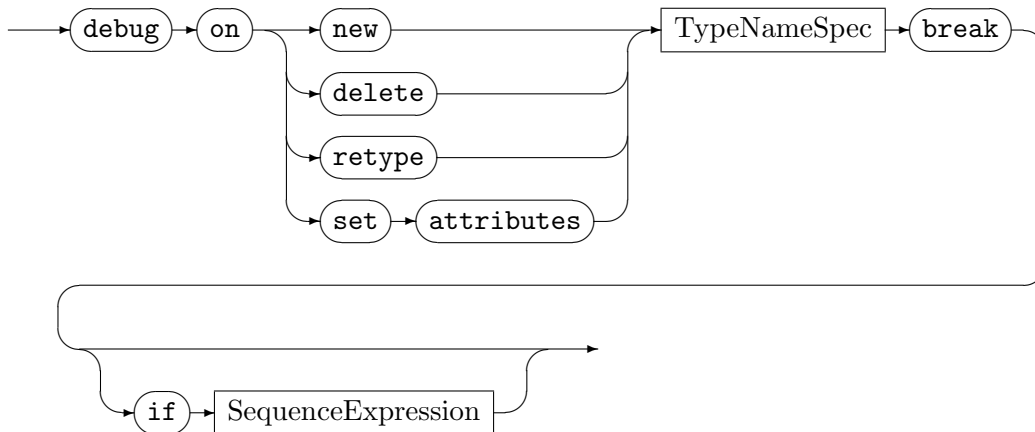 debug on new TypeNameSpec break
delete
retype
set attributes
if SequenceExpression